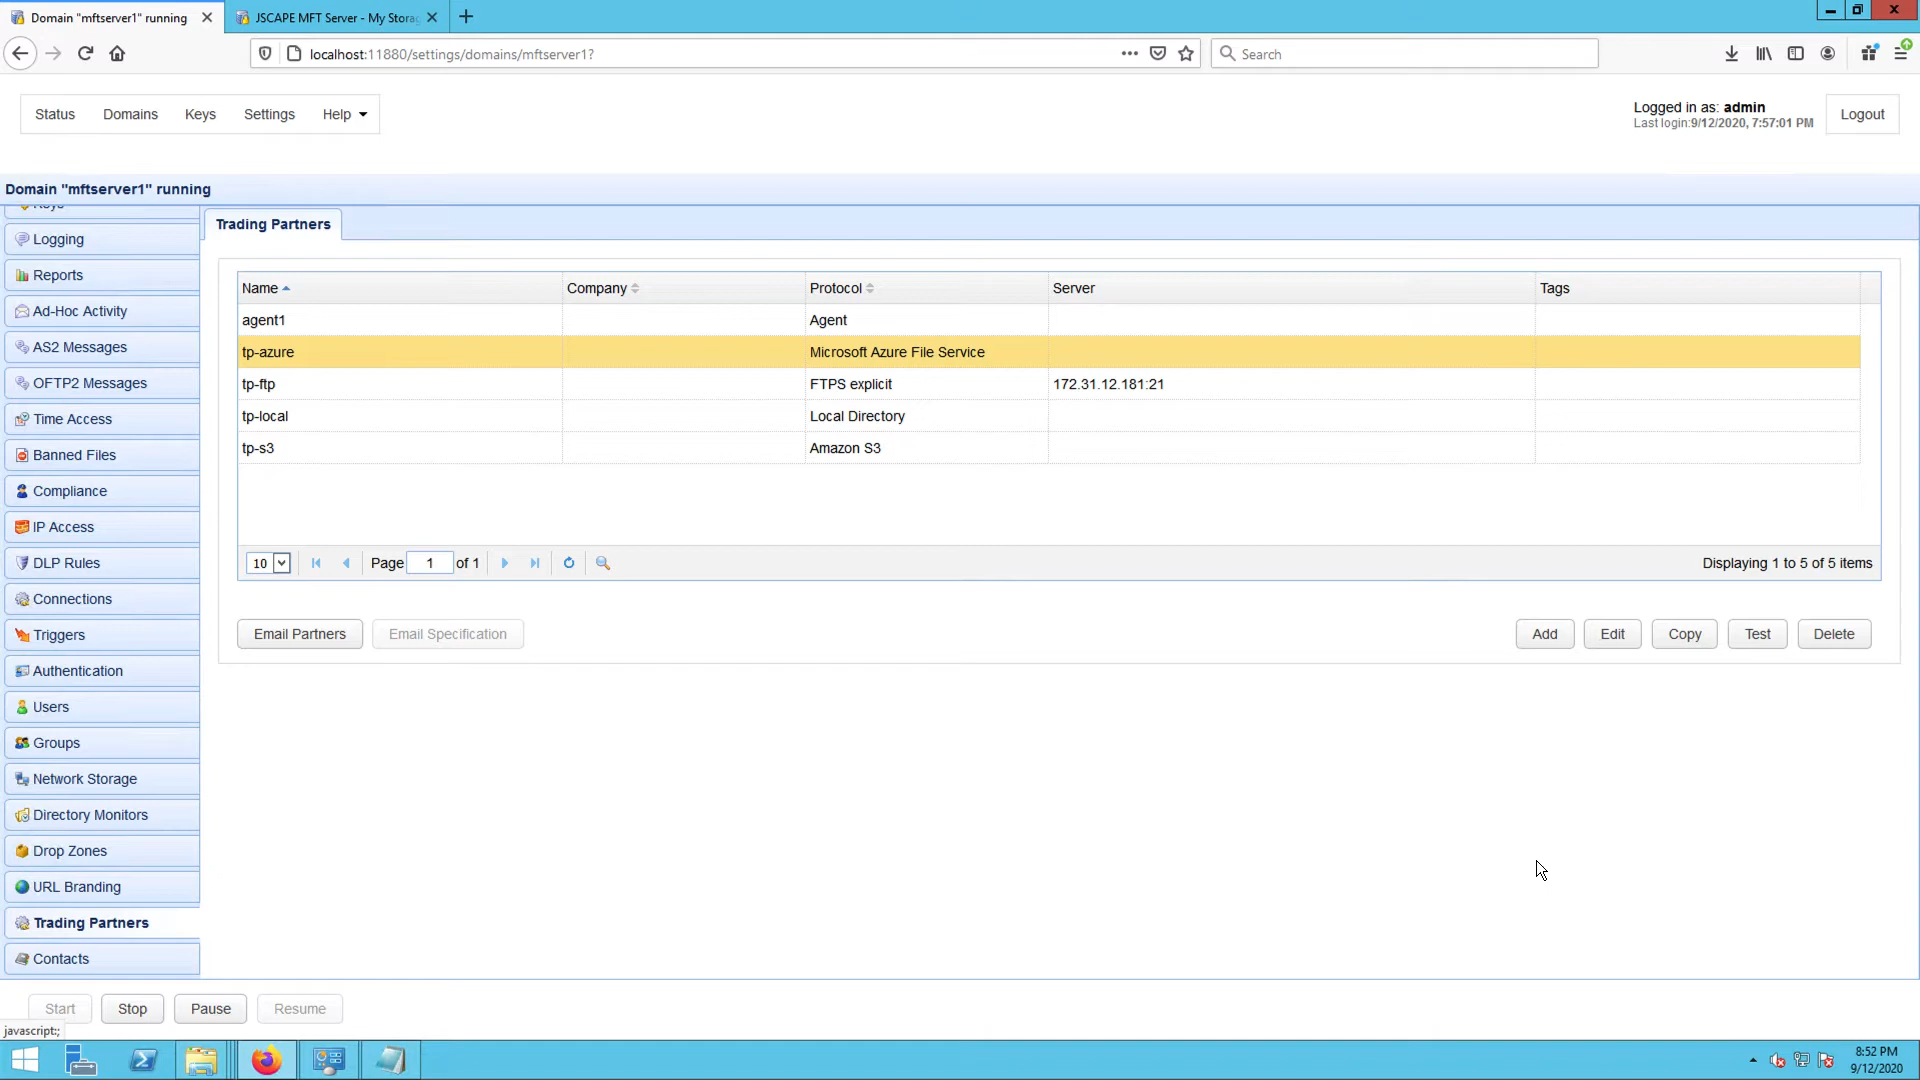 Domain "mftserver1" running
JSCAPE MFT Server - My Storag
localhost:11880/settings/domains/mftserver1?
Search
Status
Domains
Keys
Settings
Help
Logged in as: admin
Last login:9/12/2020, 7:57:01 PM
Logout
Domain "mftserver1" running
Keys
Logging
Reports
Ad-Hoc Activity
AS2 Messages
OFTP2 Messages
Time Access
Banned Files
Compliance
IP Access
DLP Rules
Connections
Triggers
Authentication
Users
Groups
Network Storage
Directory Monitors
Drop Zones
URL Branding
Trading Partners
Contacts
Trading Partners
Name Company Protocol Server Tags
agent1 Agent
tp-azure Microsoft Azure File Service
tp-ftp FTPS explicit 172.31.12.181:21
tp-local Local Directory
tp-s3 Amazon S3
10 Page 1 of 1 Displaying 1 to 5 of 5 items
Email Partners Email Specification Add Edit Copy Test Delete
Start Stop Pause Resume
javascript:;
8:52 PM
9/12/2020